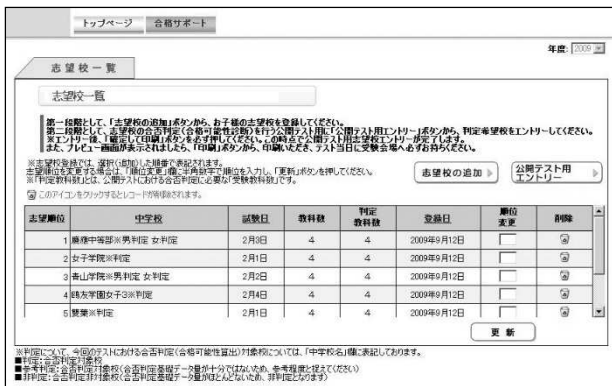 トップページ 合格サポート
年度: 2009
志望校一覧
志望校一覧
第一段階として、「志望校の追加」ボタンから、お子様の志望校を登録してください。
第二段階として、志望校の合否判定(合格可能性診断)を行う公開テスト用に「公開テスト用エントリー」ボタンから、判定希望校をエントリーしてください。
※エントリー後、「確定して印刷」ボタンを必ず押してください。この時点で公開テスト用志望校エントリーが完了します。
また、プレビュー画面が表示されましたら、「印刷」ボタンから、印刷いただき、テスト当日に受験会場へ必ずお持ちください。
※志望校登録では、選択(追加)した順番で表記されます。
志望順位を変更する場合は、「順位変更」欄に半角数字で順位を入力し、「更新」ボタンを押してください。
※「判定教科数」とは、公開テストにおける合否判定に必要な「受験教科数」です。
このアイコンをクリックするとレコードが削除されます。
志望校の追加
公開テスト用エントリー
志望順位 中学校 試験日 教科数 判定教科数 登録日 順位変更 削除
1 慶應中等部※男判定 女判定 2月3日 4 4 2009年9月12日
2 女子学院※判定 2月1日 4 4 2009年9月12日
3 青山学院※男判定 女判定 2月2日 4 4 2009年9月12日
4 鴎友学園女子3※判定 2月4日 4 4 2009年9月12日
5 雙葉※判定 2月1日 4 4 2009年9月12日
更新
※判定について、今回のテストにおける合否判定(合格可能性算出)対象校については、「中学校名」欄に表記しております。
■判定:合否判定対象校
■参考判定:合否判定対象校(合否判定基礎データ量が十分ではないため、参考程度と捉えてください)
■非判定:合否判定非対象校(合否判定基礎データ量がほとんどないため、非判定となります)